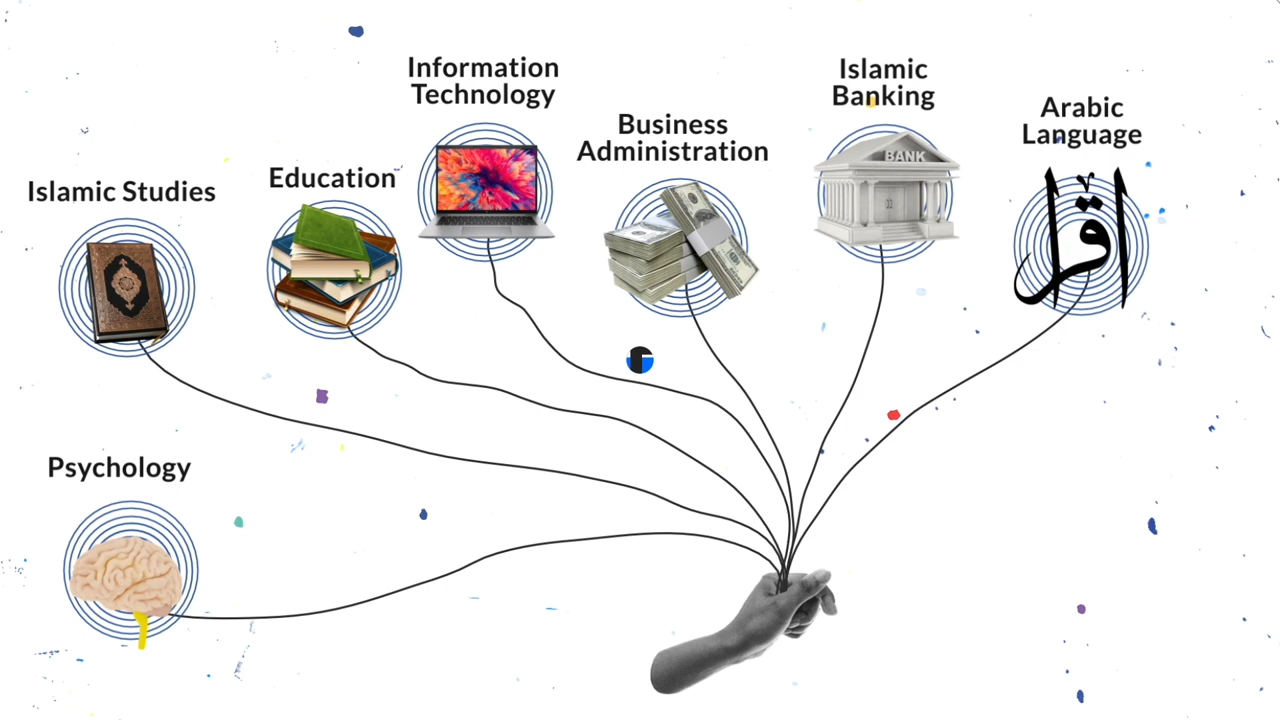 Information
Technology
Islamic
Banking
Arabic
Language
Business
Administration
Education
Islamic Studies
BANK
اقرأ
Psychology